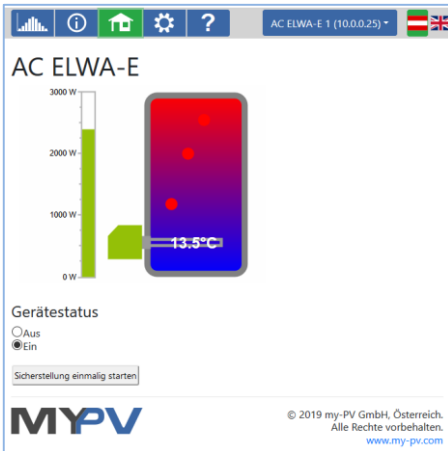 AC ELWA-E 1 (10.0.0.25)
AC ELWA-E
3000 W
2000 W
1000 W
0 W
13.5°C
Gerätestatus
Aus
Ein
Sicherstellung einmalig starten
MYPV
© 2019 my-PV GmbH, Österreich.
Alle Rechte vorbehalten.
www.my-pv.com